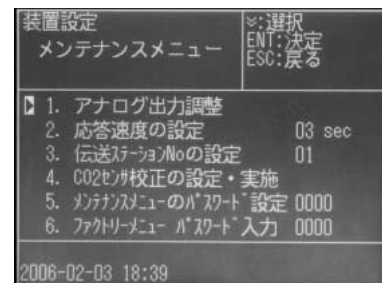 装置設定
メンテナンスメニュー
≫:選択
ENT:決定
ESC:戻る
1. アナログ出力調整
2. 応答速度の設定 03 sec
3. 伝送ｽﾃｰｼｮﾝNoの設定 01
4. CO2ｾﾝｻ校正の設定・実施
5. ﾒﾝﾃﾅﾝｽﾒﾆｭｰのﾊﾟｽﾜｰﾄﾞ設定 0000
6. ﾌｧｸﾄﾘｰﾒﾆｭｰ ﾊﾟｽﾜｰﾄﾞ入力 0000
2006-02-03 18:39